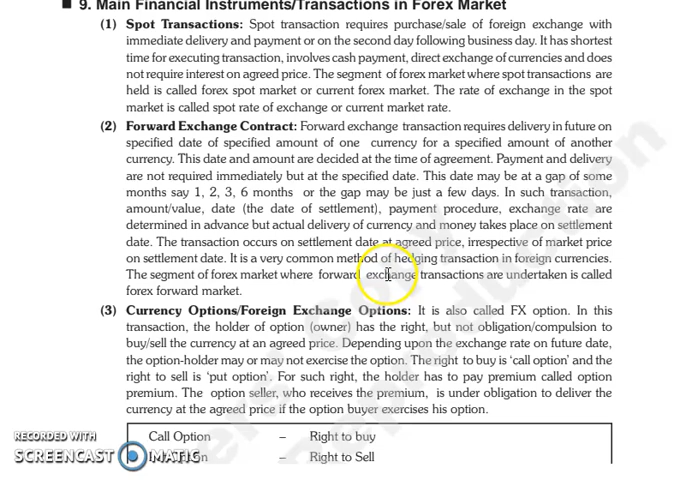 ■ 9. Main Financial Instruments/Transactions in Forex Market
(1) Spot Transactions: Spot transaction requires purchase/sale of foreign exchange with
immediate delivery and payment or on the second day following business day. It has shortest
time for executing transaction, involves cash payment, direct exchange of currencies and does
not require interest on agreed price. The segment of forex market where spot transactions are
held is called forex spot market or current forex market. The rate of exchange in the spot
market is called spot rate of exchange or current market rate.
(2) Forward Exchange Contract: Forward exchange transaction requires delivery in future on
specified date of specified amount of one currency for a specified amount of another
currency. This date and amount are decided at the time of agreement. Payment and delivery
are not required immediately but at the specified date. This date may be at a gap of some
months say 1, 2, 3, 6 months or the gap may be just a few days. In such transaction,
amount/value, date (the date of settlement), payment procedure, exchange rate are
determined in advance but actual delivery of currency and money takes place on settlement
date. The transaction occurs on settlement date at agreed price, irrespective of market price
on settlement date. It is a very common method of hedging transaction in foreign currencies.
The segment of forex market where forward exchange transactions are undertaken is called
forex forward market.
(3) Currency Options/Foreign Exchange Options: It is also called FX option. In this
transaction, the holder of option (owner) has the right, but not obligation/compulsion to
buy/sell the currency at an agreed price. Depending upon the exchange rate on future date,
the option-holder may or may not exercise the option. The right to buy is 'call option' and the
right to sell is 'put option'. For such right, the holder has to pay premium called option
premium. The option seller, who receives the premium, is under obligation to deliver the
currency at the agreed price if the option buyer exercises his option.
Call Option – Right to buy
– Right to Sell
RECORDED WITH
SCREENCAST MATIC